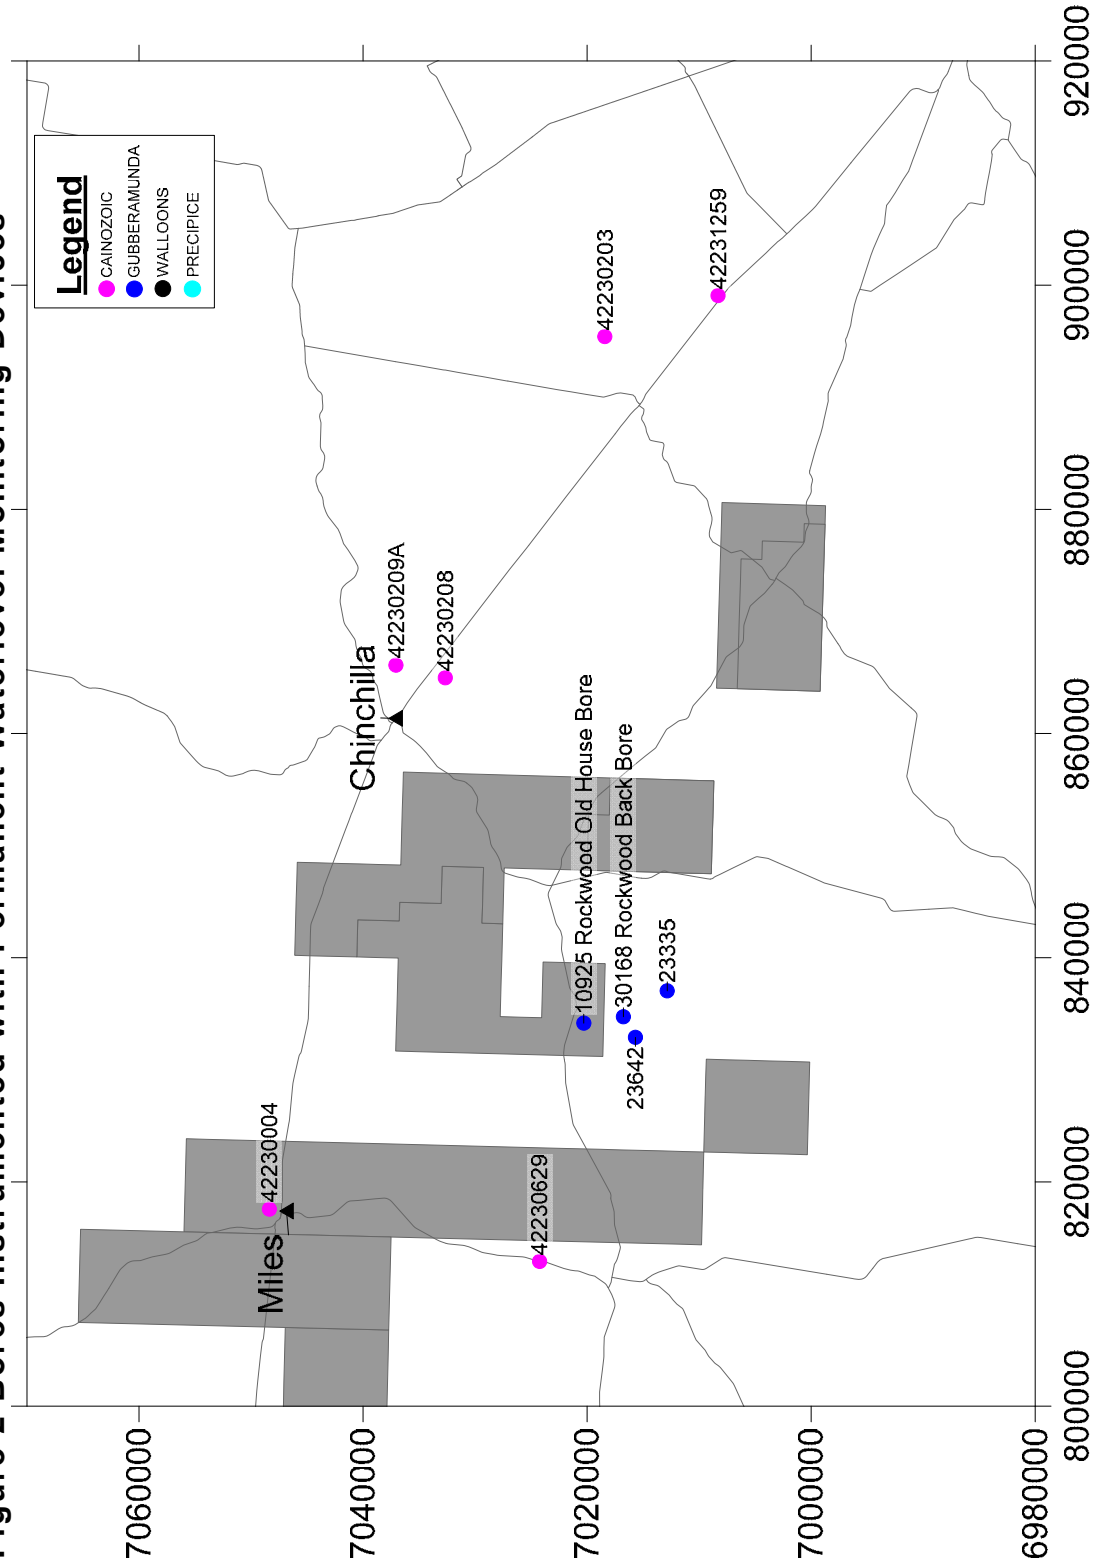 Figure 2 Bores Instrumented with Permanent Waterlevel Monitoring Devices
Legend
CAINOZOIC
GUBBERAMUNDA
WALLOONS
PRECIPICE
7060000
7040000
7020000
7000000
6980000
Miles
42230004
42230629
Chinchilla
42230209A
42230208
42230203
42231259
10925 Rockwood Old House Bore
30168 Rockwood Back Bore
23642
23335
800000
820000
840000
860000
880000
900000
920000